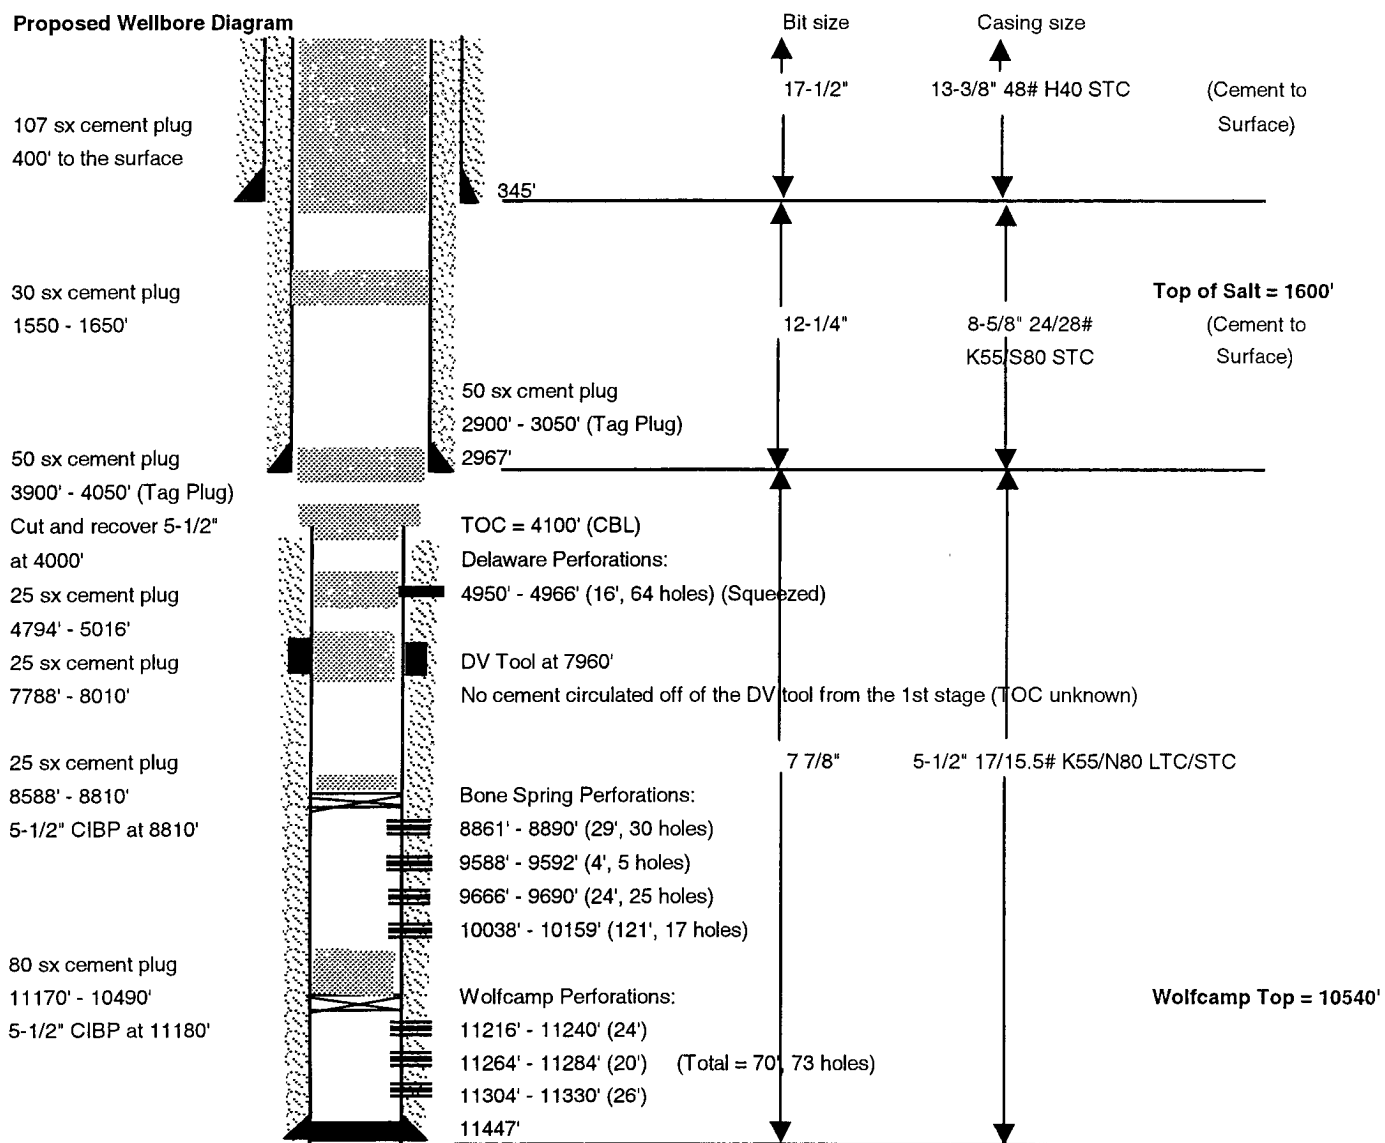 Proposed Wellbore Diagram
Bit size
Casing size
17-1/2"
13-3/8" 48# H40 STC
(Cement to
Surface)
107 sx cement plug
400' to the surface
345'
30 sx cement plug
1550 - 1650'
Top of Salt = 1600'
12-1/4"
8-5/8" 24/28#
K55/S80 STC
(Cement to
Surface)
50 sx cment plug
2900' - 3050' (Tag Plug)
2967'
50 sx cement plug
3900' - 4050' (Tag Plug)
Cut and recover 5-1/2"
at 4000'
TOC = 4100' (CBL)
Delaware Perforations:
4950' - 4966' (16', 64 holes) (Squeezed)
25 sx cement plug
4794' - 5016'
25 sx cement plug
7788' - 8010'
DV Tool at 7960'
No cement circulated off of the DV tool from the 1st stage (TOC unknown)
7 7/8"
5-1/2" 17/15.5# K55/N80 LTC/STC
25 sx cement plug
8588' - 8810'
5-1/2" CIBP at 8810'
Bone Spring Perforations:
8861' - 8890' (29', 30 holes)
9588' - 9592' (4', 5 holes)
9666' - 9690' (24', 25 holes)
10038' - 10159' (121', 17 holes)
80 sx cement plug
11170' - 10490'
5-1/2" CIBP at 11180'
Wolfcamp Perforations:
Wolfcamp Top = 10540'
11216' - 11240' (24')
11264' - 11284' (20') (Total = 70', 73 holes)
11304' - 11330' (26')
11447'